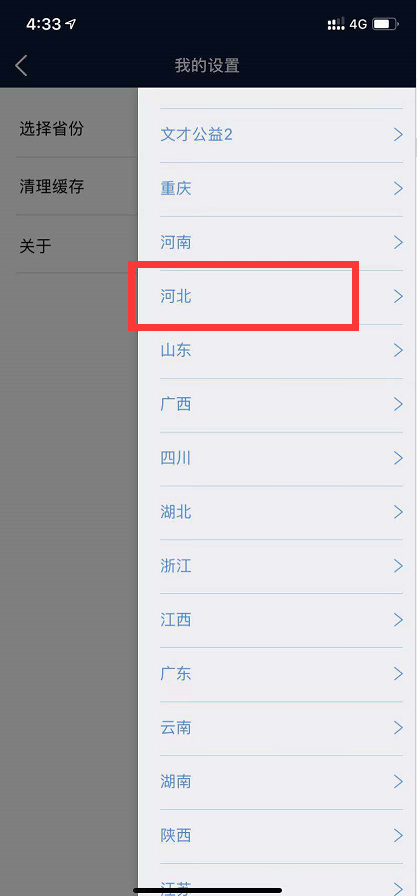 4:33
4G
我的设置
选择省份
清理缓存
关于
文才公益2
重庆
河南
河北
山东
广西
四川
湖北
浙江
江西
广东
云南
湖南
陕西
江苏